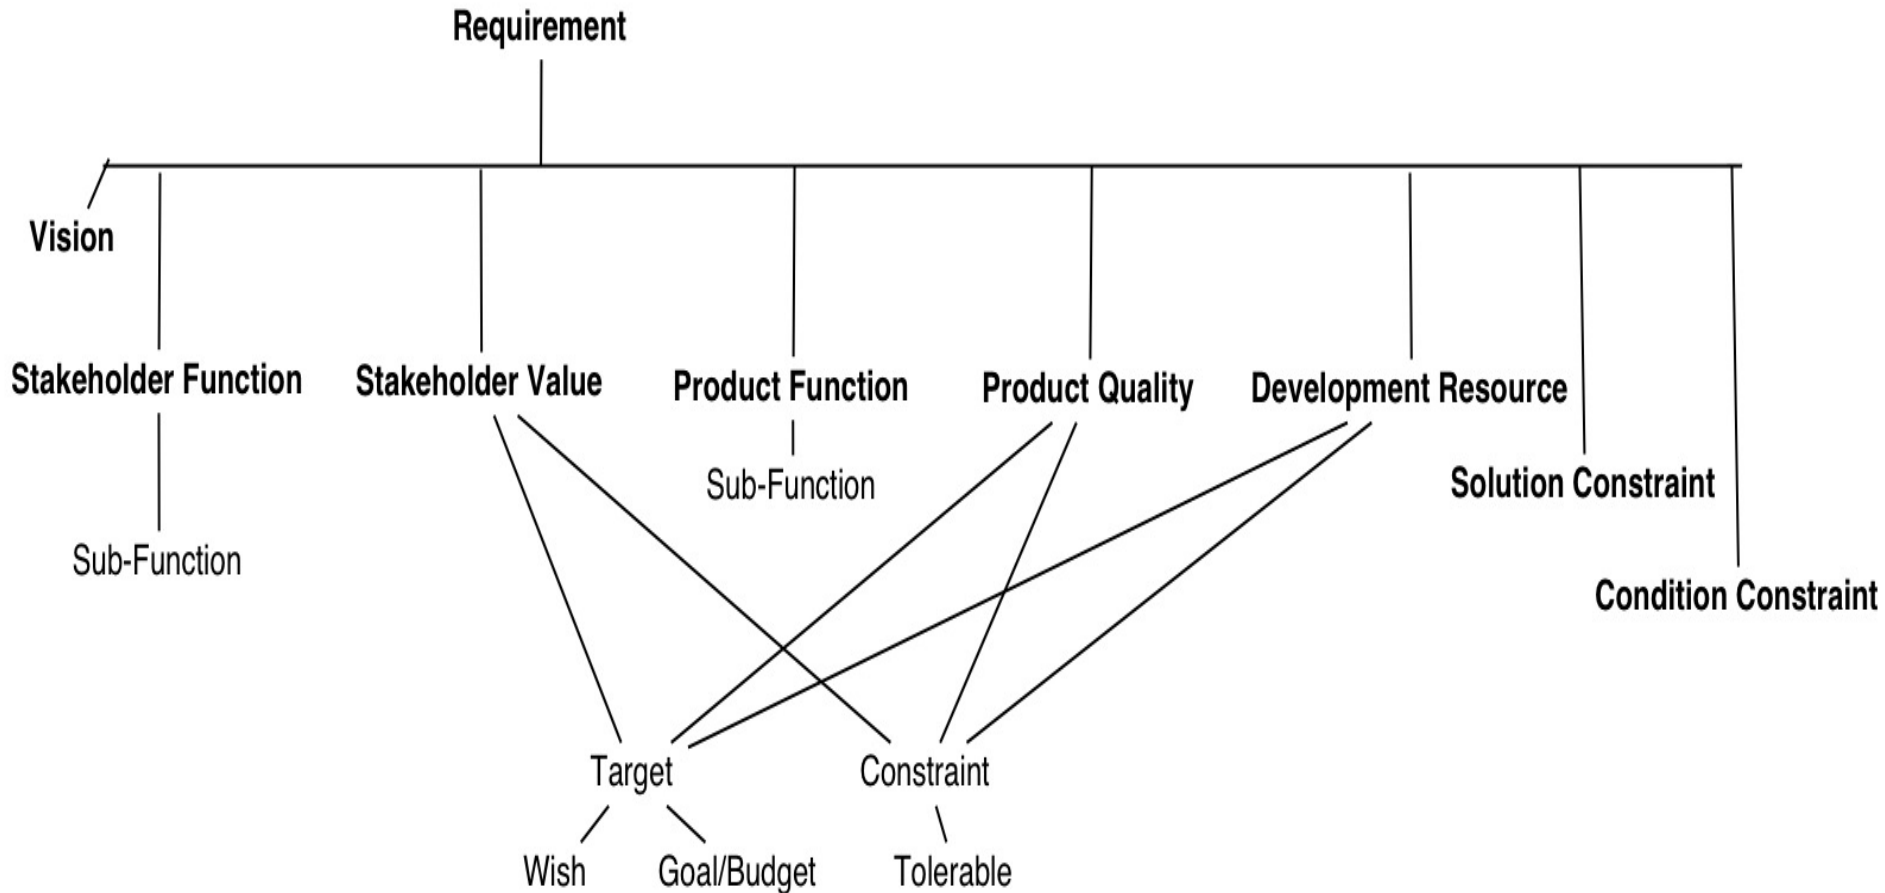 Requirement
Vision
Stakeholder Function
Stakeholder Value
Product Function
Product Quality
Development Resource
Sub-Function
Solution Constraint
Sub-Function
Condition Constraint
Target
Constraint
Wish
Goal/Budget
Tolerable